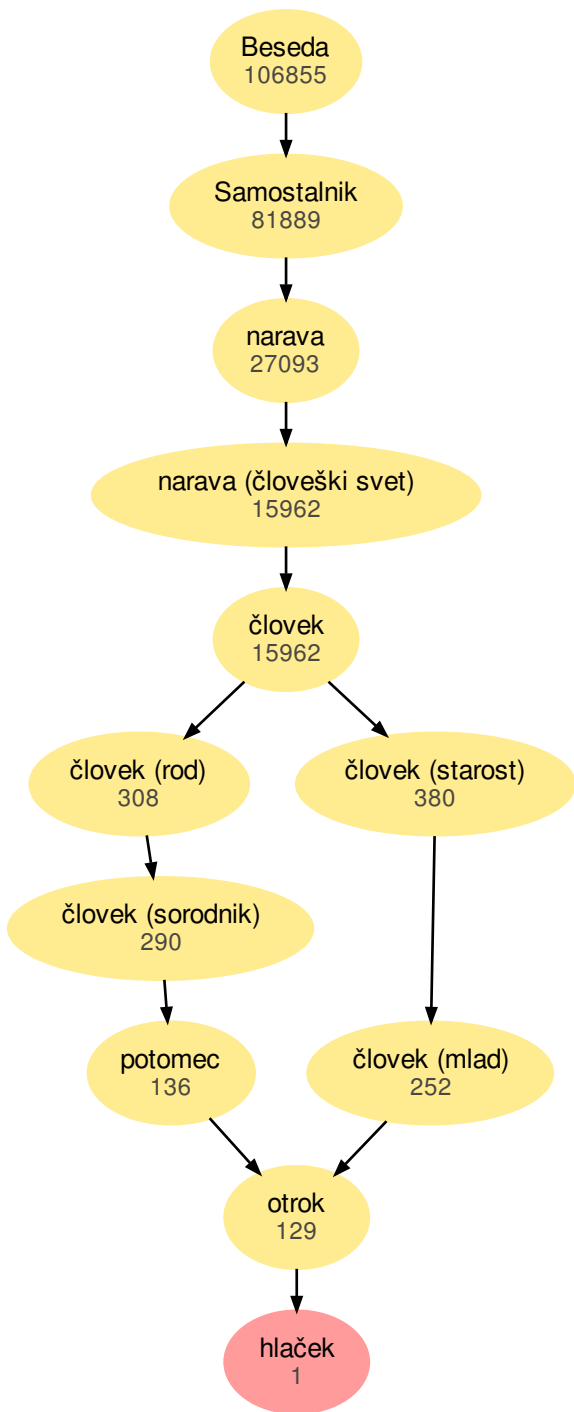 Beseda
106855
Samostalnik
81889
narava
27093
narava (človeški svet)
15962
človek
15962
človek (rod)
308
človek (starost)
380
človek (sorodnik)
290
potomec
136
človek (mlad)
252
otrok
129
hlaček
1